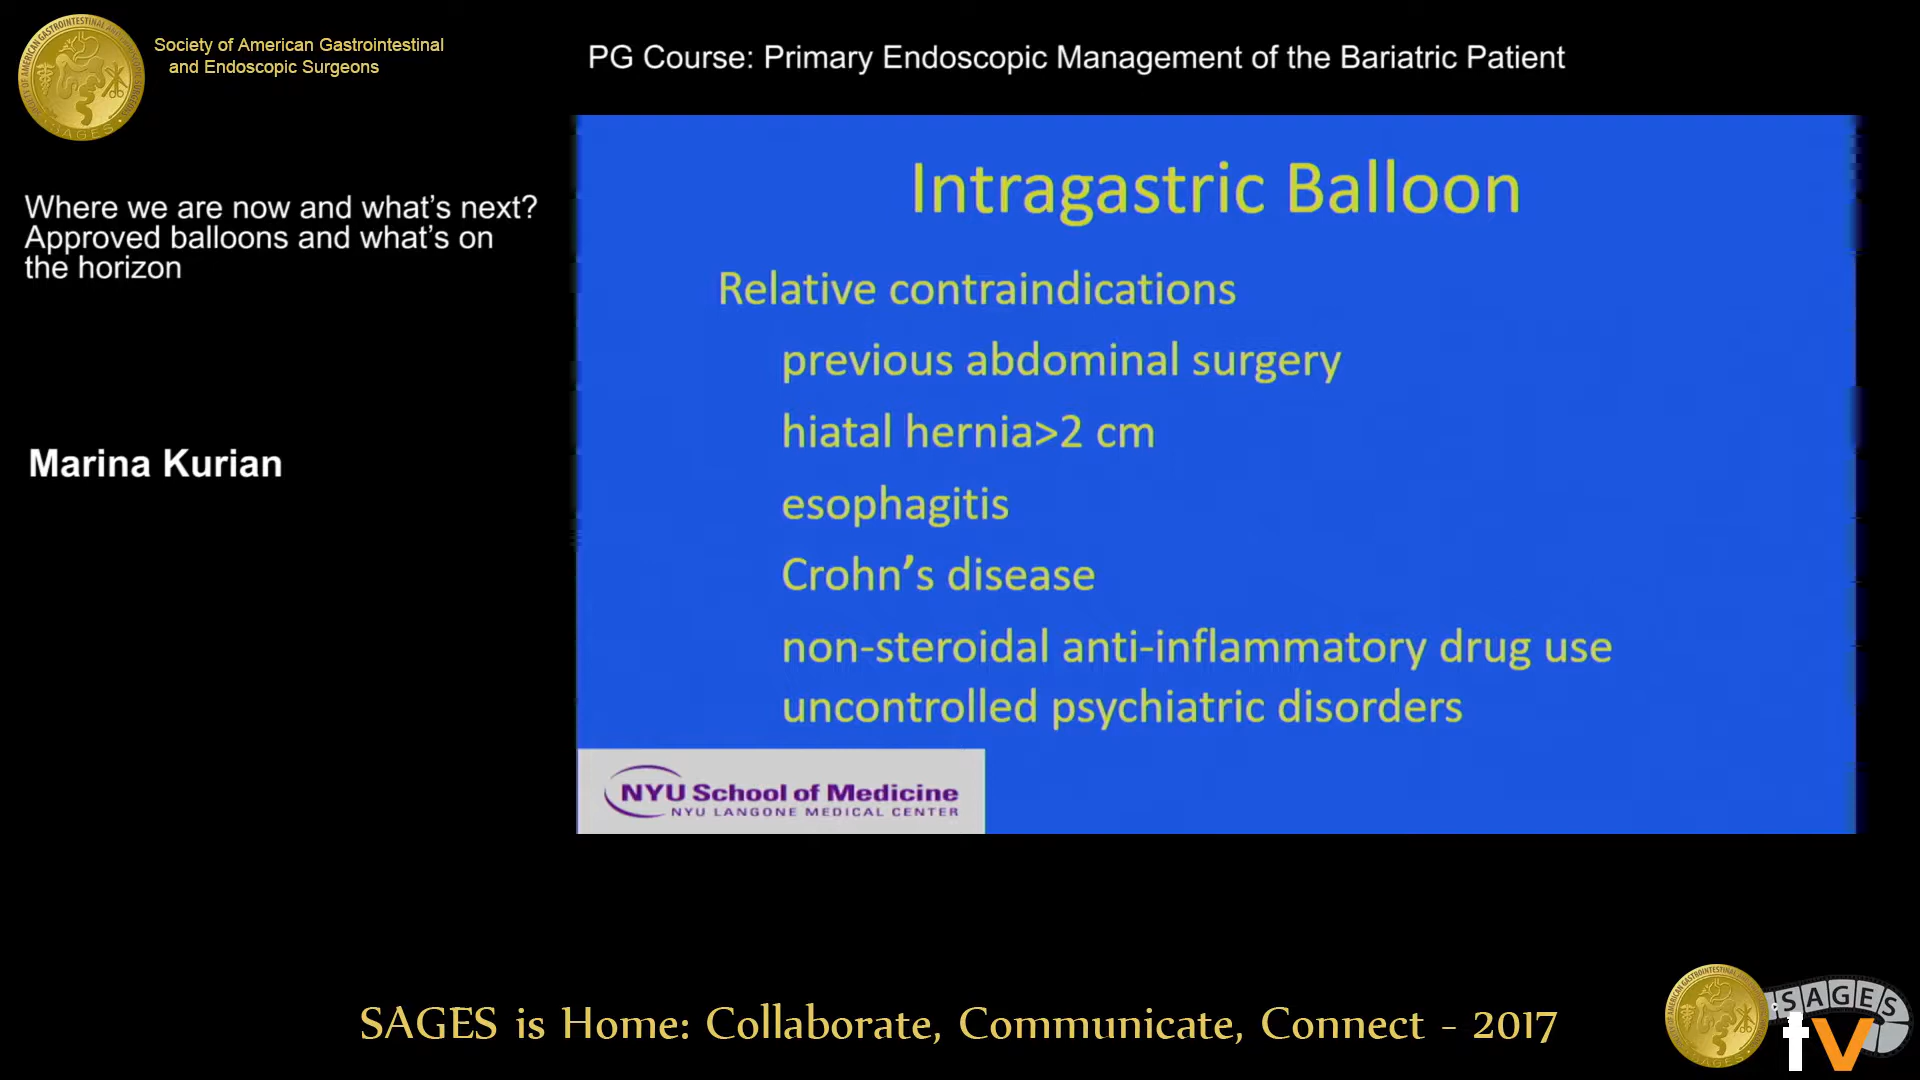 Society of American Gastrointestinal
and Endoscopic Surgeons
PG Course: Primary Endoscopic Management of the Bariatric Patient
Where we are now and what's next?
Approved balloons and what's on
the horizon
Marina Kurian
Intragastric Balloon
Relative contraindications
previous abdominal surgery
hiatal hernia>2 cm
esophagitis
Crohn's disease
non-steroidal anti-inflammatory drug use
uncontrolled psychiatric disorders
NYU School of Medicine
NYU LANGONE MEDICAL CENTER
SAGES is Home: Collaborate, Communicate, Connect - 2017
SAGES
tv